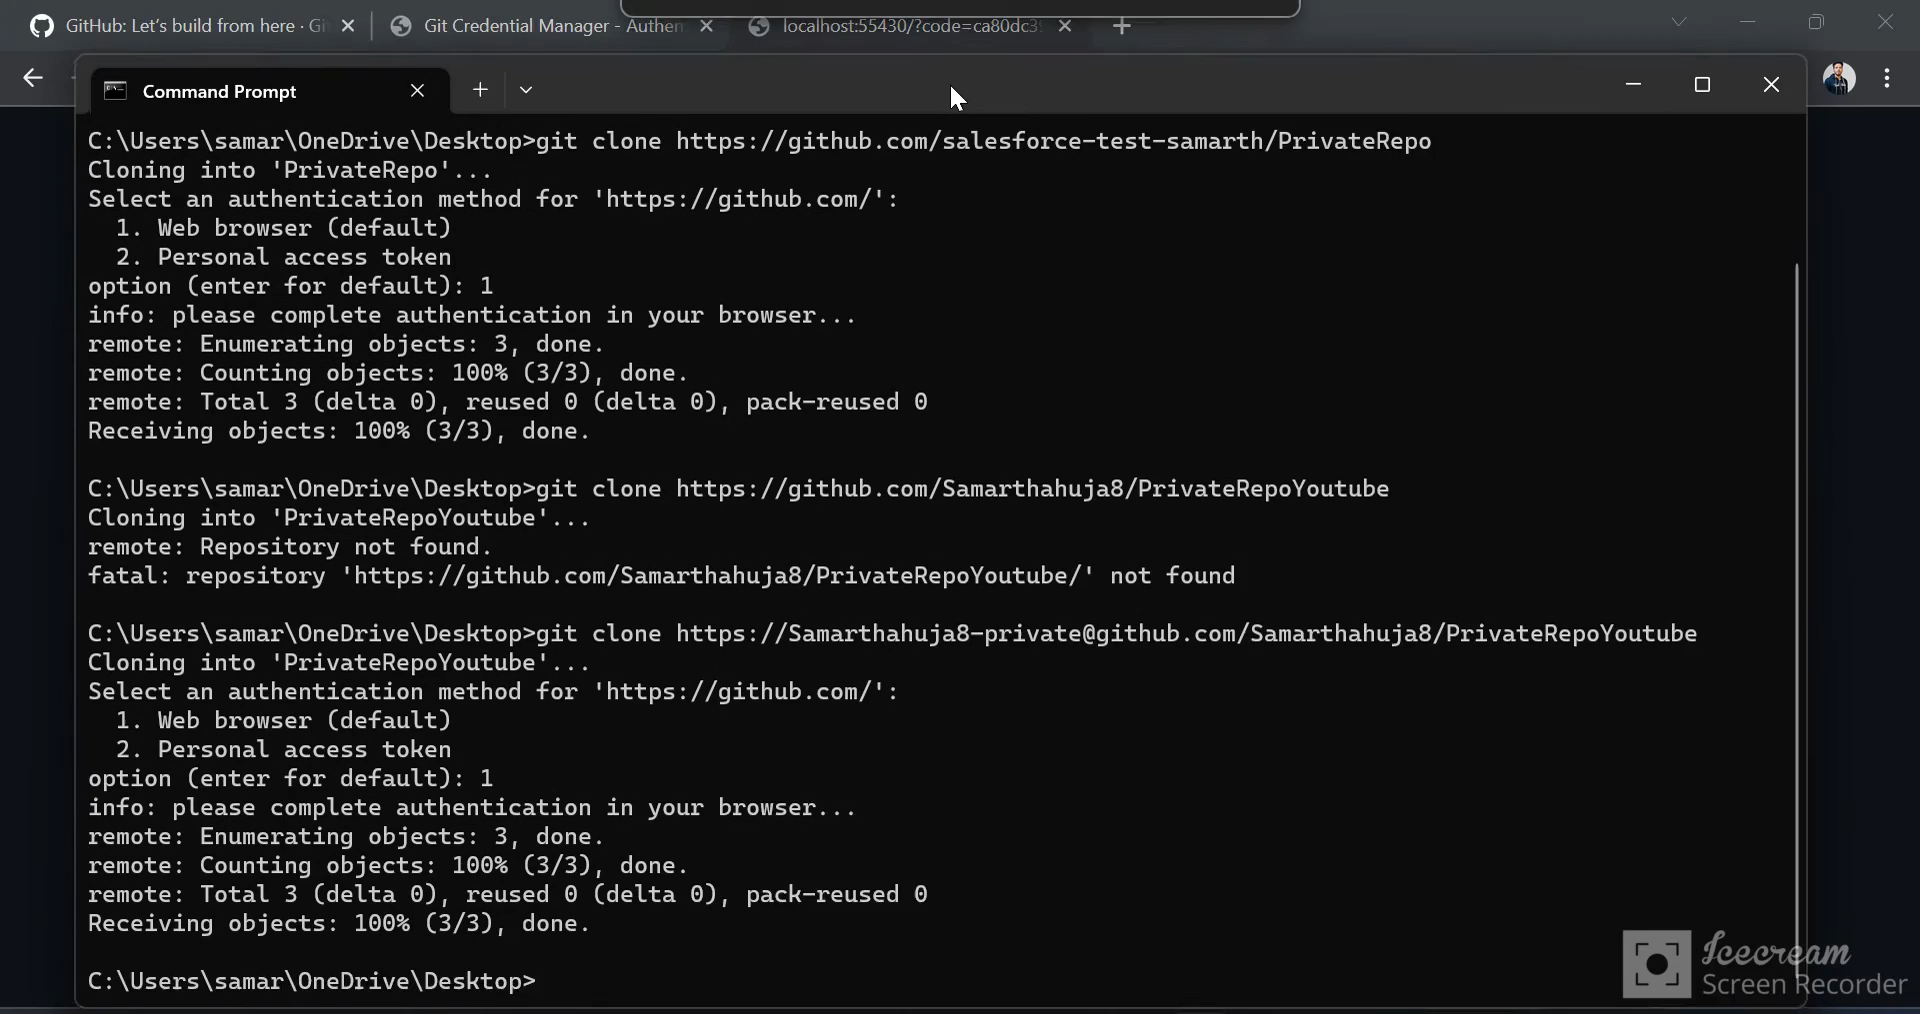 GitHub: Let's build from here · Gi
Git Credential Manager - Authen
localhost:55430/?code=ca80dc3
Command Prompt
C:\Users\samar\OneDrive\Desktop>git clone https://github.com/salesforce-test-samarth/PrivateRepo
Cloning into 'PrivateRepo'...
Select an authentication method for 'https://github.com/':
1. Web browser (default)
2. Personal access token
option (enter for default): 1
info: please complete authentication in your browser...
remote: Enumerating objects: 3, done.
remote: Counting objects: 100% (3/3), done.
remote: Total 3 (delta 0), reused 0 (delta 0), pack-reused 0
Receiving objects: 100% (3/3), done.
C:\Users\samar\OneDrive\Desktop>git clone https://github.com/Samarthahuja8/PrivateRepoYoutube
Cloning into 'PrivateRepoYoutube'...
remote: Repository not found.
fatal: repository 'https://github.com/Samarthahuja8/PrivateRepoYoutube/' not found
C:\Users\samar\OneDrive\Desktop>git clone https://Samarthahuja8-private@github.com/Samarthahuja8/PrivateRepoYoutube
Cloning into 'PrivateRepoYoutube'...
Select an authentication method for 'https://github.com/':
1. Web browser (default)
2. Personal access token
option (enter for default): 1
info: please complete authentication in your browser...
remote: Enumerating objects: 3, done.
remote: Counting objects: 100% (3/3), done.
remote: Total 3 (delta 0), reused 0 (delta 0), pack-reused 0
Receiving objects: 100% (3/3), done.
C:\Users\samar\OneDrive\Desktop>
Icecream
Screen Recorder